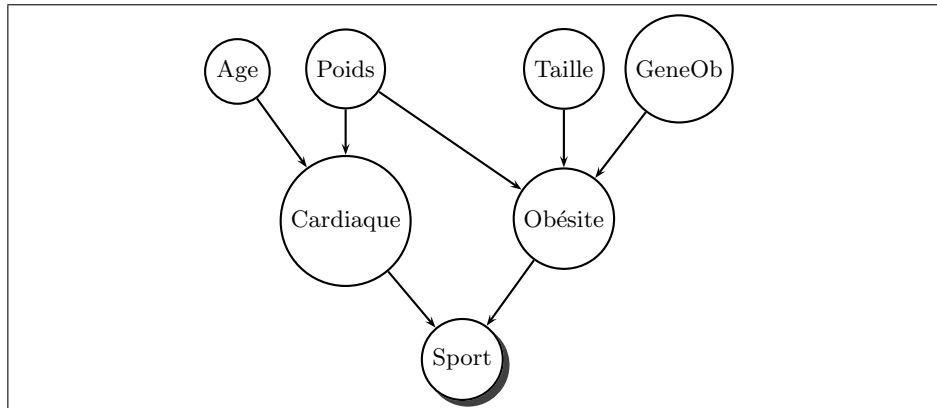 Age
Poids
Taille
GeneOb
Cardiaque
Obésite
Sport